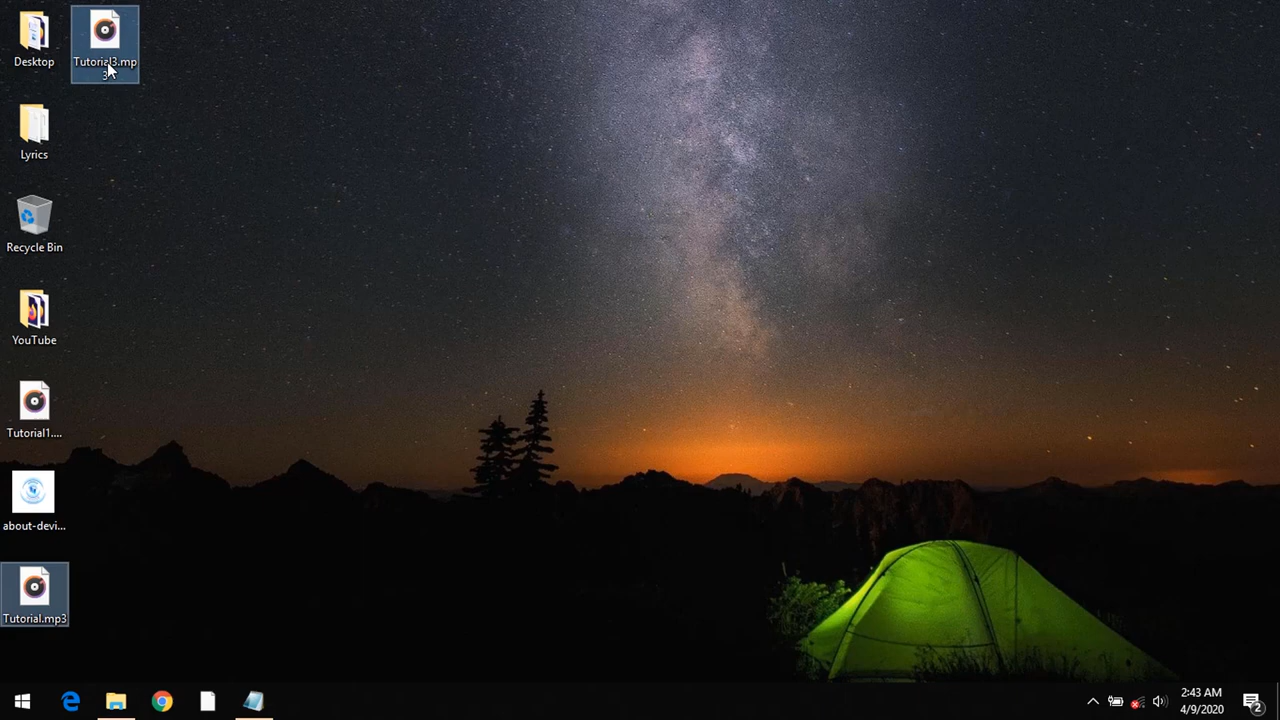 Desktop
Tutorial3.mp
3
Lyrics
Recycle Bin
YouTube
Tutorial1....
about-devi...
Tutorial.mp3
2:43 AM
4/9/2020
2